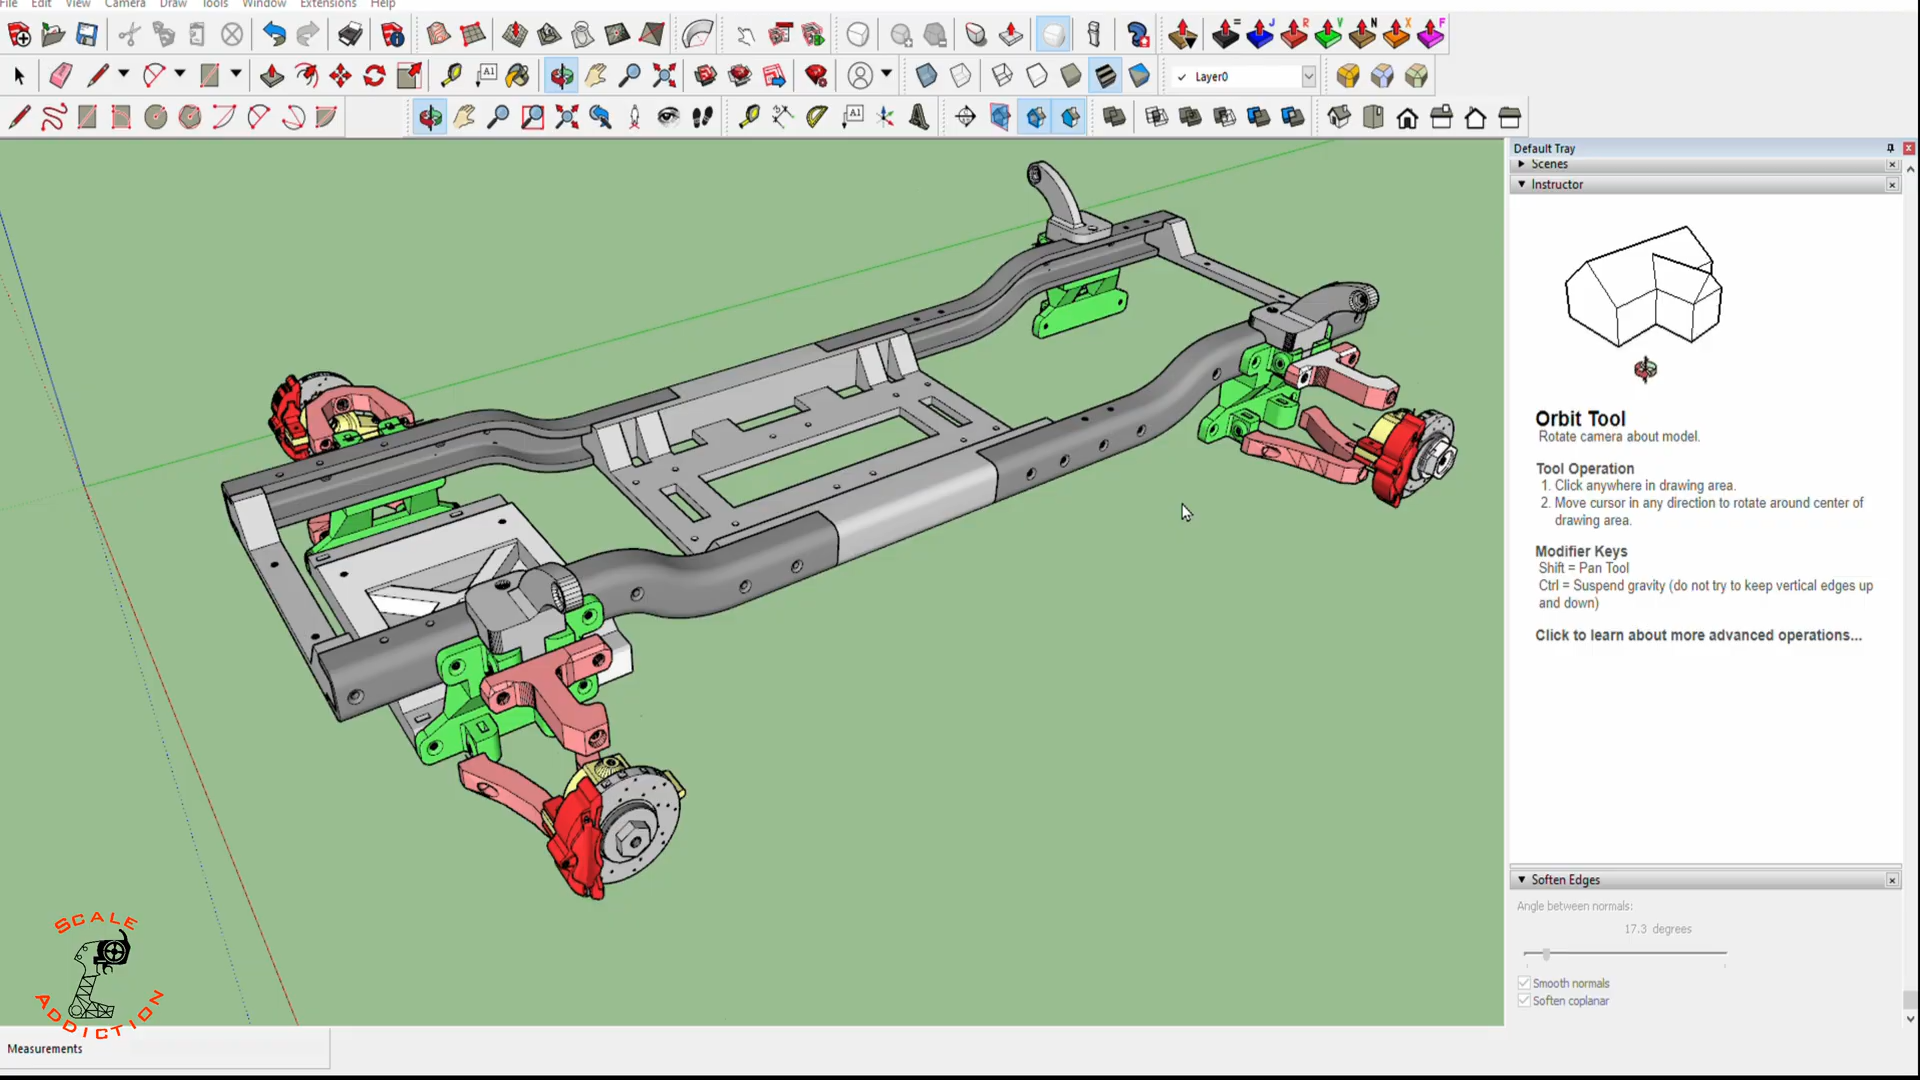 File Edit View Camera Draw Tools Window Extensions Help
= J R V N X F
A1
✓ Layer0
A1
Default Tray
Scenes
Instructor
Orbit Tool
Rotate camera about model.
Tool Operation
1. Click anywhere in drawing area.
2. Move cursor in any direction to rotate around center of
drawing area.
Modifier Keys
Shift = Pan Tool
Ctrl = Suspend gravity (do not try to keep vertical edges up
and down)
Click to learn about more advanced operations...
Soften Edges
Angle between normals:
17.3 degrees
Smooth normals
Soften coplanar
SCALE
ADDICTION
Measurements